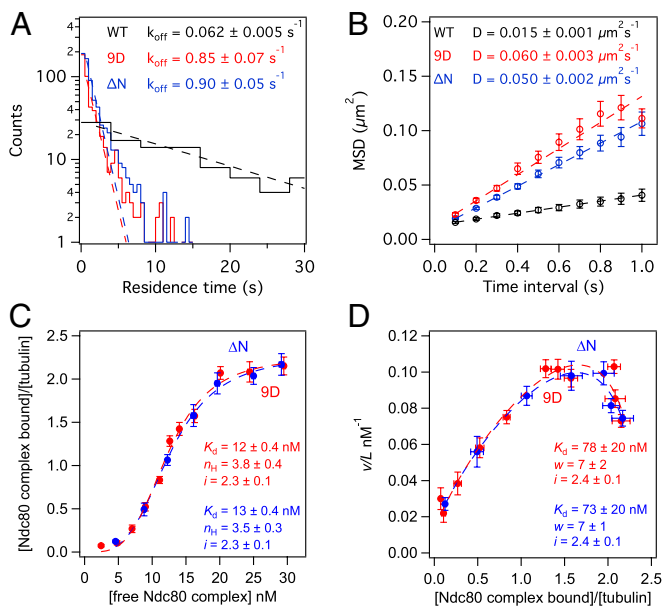 A
WT k_off = 0.062 ± 0.005 s⁻¹
9D k_off = 0.85 ± 0.07 s⁻¹
ΔN k_off = 0.90 ± 0.05 s⁻¹
Counts
4
2
100
4
2
10
4
2
1
0 10 20 30
Residence time (s)
B
WT D = 0.015 ± 0.001 μm²s⁻¹
9D D = 0.060 ± 0.003 μm²s⁻¹
ΔN D = 0.050 ± 0.002 μm²s⁻¹
MSD (μm²)
0.20
0.15
0.10
0.05
0.00
0.0 0.2 0.4 0.6 0.8 1.0
Time interval (s)
C
[Ndc80 complex bound]/[tubulin]
2.5
2.0
1.5
1.0
0.5
0.0
ΔN
9D
K_d = 12 ± 0.4 nM
n_H = 3.8 ± 0.4
i = 2.3 ± 0.1
K_d = 13 ± 0.4 nM
n_H = 3.5 ± 0.3
i = 2.3 ± 0.1
0 5 10 15 20 25 30
[free Ndc80 complex] nM
D
v/L nM⁻¹
0.12
0.10
0.08
0.06
0.04
0.02
0.00
ΔN
9D
K_d = 78 ± 20 nM
w = 7 ± 2
i = 2.4 ± 0.1
K_d = 73 ± 20 nM
w = 7 ± 1
i = 2.4 ± 0.1
0.0 0.5 1.0 1.5 2.0 2.5
[Ndc80 complex bound]/[tubulin]